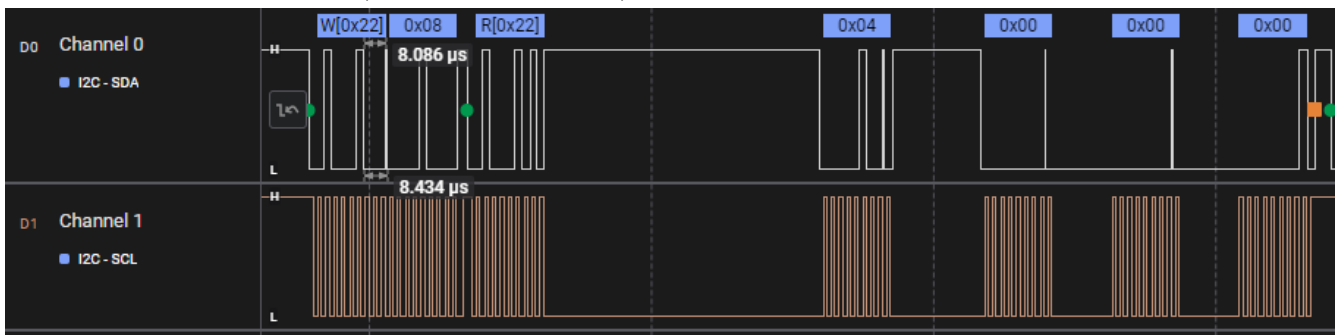 W[0x22] 0x08 R[0x22] 0x04 0x00 0x00 0x00
D0 Channel 0
I2C - SDA
H
8.086 µs
L
8.434 µs
D1 Channel 1
I2C - SCL
H
L